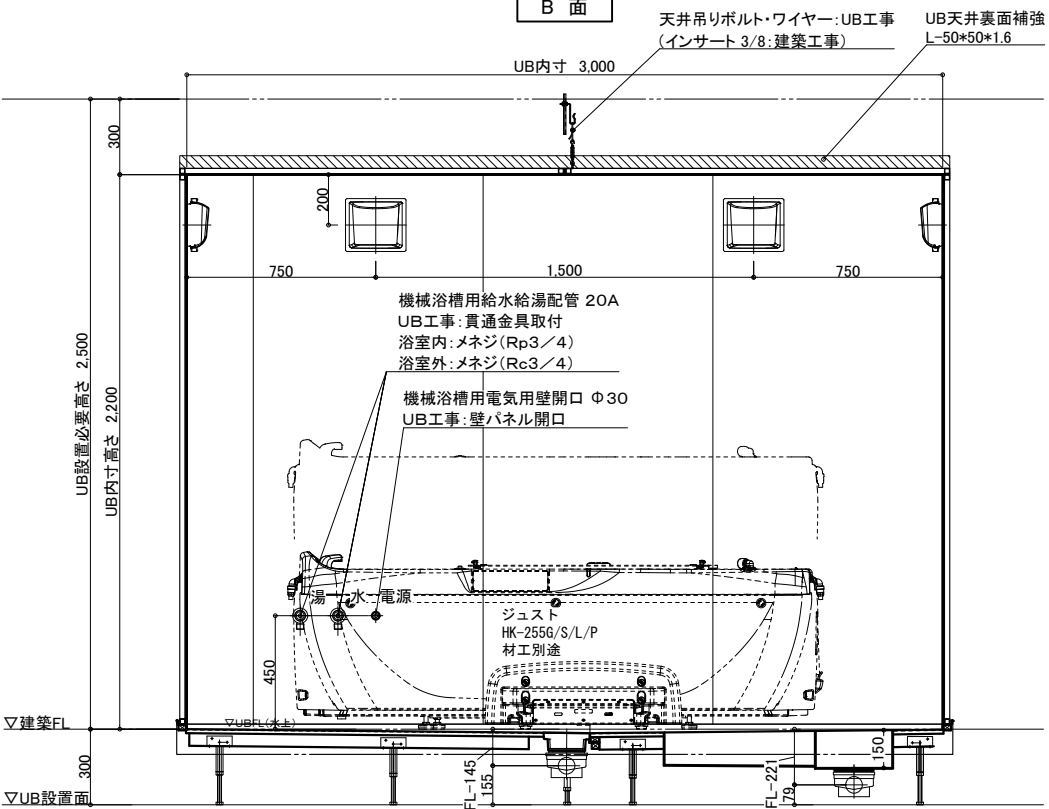 B 面
天井吊りボルト・ワイヤー：UB工事
(インサート 3/8：建築工事)
UB天井裏面補強
L-50*50*1.6
UB内寸 3,000
300
200
750
1,500
750
機械浴槽用給水給湯配管 20A
UB工事：貫通金具取付
浴室内：メネジ(Rp3／4)
浴室外：メネジ(Rc3／4)
機械浴槽用電気用壁開口 Φ30
UB工事：壁パネル開口
UB設置必要高さ 2,500
UB内寸高さ 2,200
湯
水
電源
ジュスト
HK-255G/S/L/P
材工別途
450
▽建築FL
▽UBFL(水上)
300
FL-145
155
FL-221
79
150
▽UB設置面